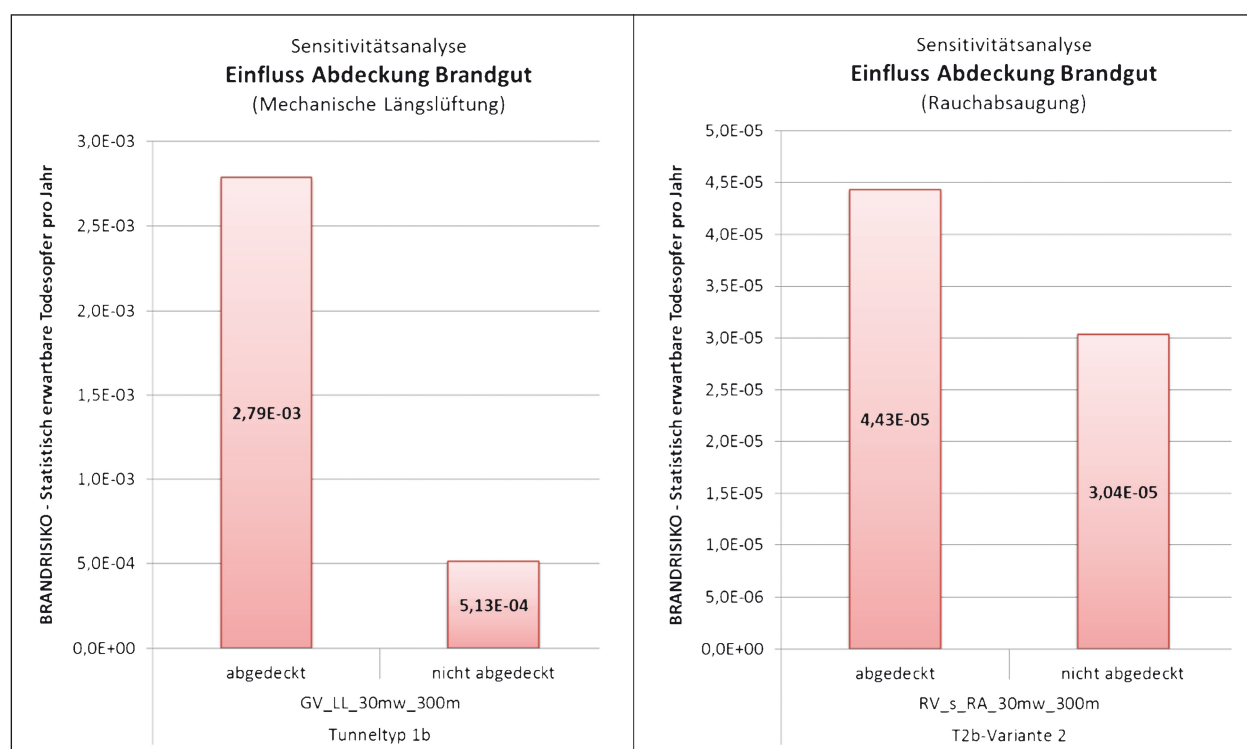 Sensitivitätsanalyse
Einfluss Abdeckung Brandgut
(Mechanische Längslüftung)
BRANDRISIKO - Statistisch erwartbare Todesopfer pro Jahr
3,0E-03
2,5E-03
2,0E-03
1,5E-03
1,0E-03
5,0E-04
0,0E+00
2,79E-03
5,13E-04
abgedeckt
nicht abgedeckt
GV_LL_30mw_300m
Tunneltyp 1b
Sensitivitätsanalyse
Einfluss Abdeckung Brandgut
(Rauchabsaugung)
BRANDRISIKO - Statistisch erwartbare Todesopfer pro Jahr
5,0E-05
4,5E-05
4,0E-05
3,5E-05
3,0E-05
2,5E-05
2,0E-05
1,5E-05
1,0E-05
5,0E-06
0,0E+00
4,43E-05
3,04E-05
abgedeckt
nicht abgedeckt
RV_s_RA_30mw_300m
T2b-Variante 2